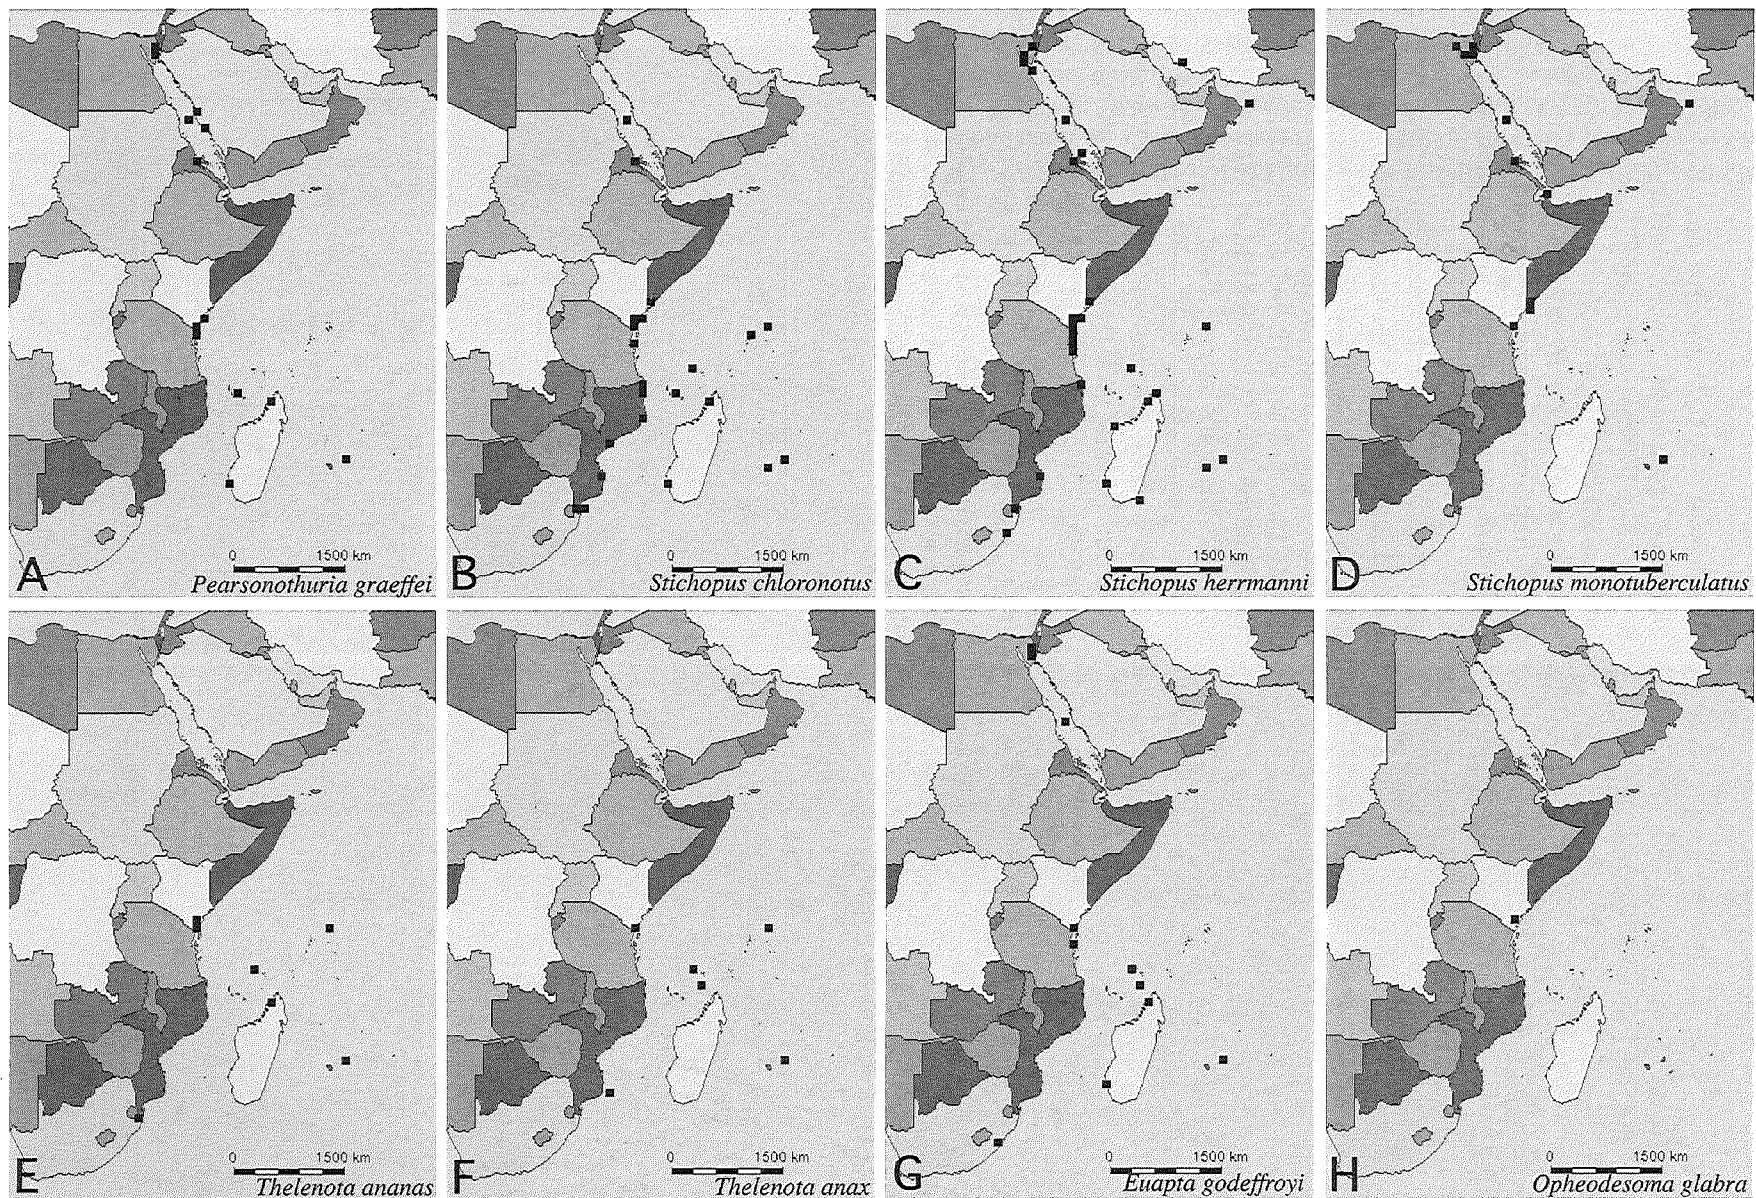 0 1500 km
A Pearsonothuria graeffei
0 1500 km
B Stichopus chloronotus
0 1500 km
C Stichopus herrmanni
0 1500 km
D Stichopus monotuberculatus
0 1500 km
E Thelenota ananas
0 1500 km
F Thelenota anax
0 1500 km
G Euapta godeffroyi
0 1500 km
H Opheodesoma glabra